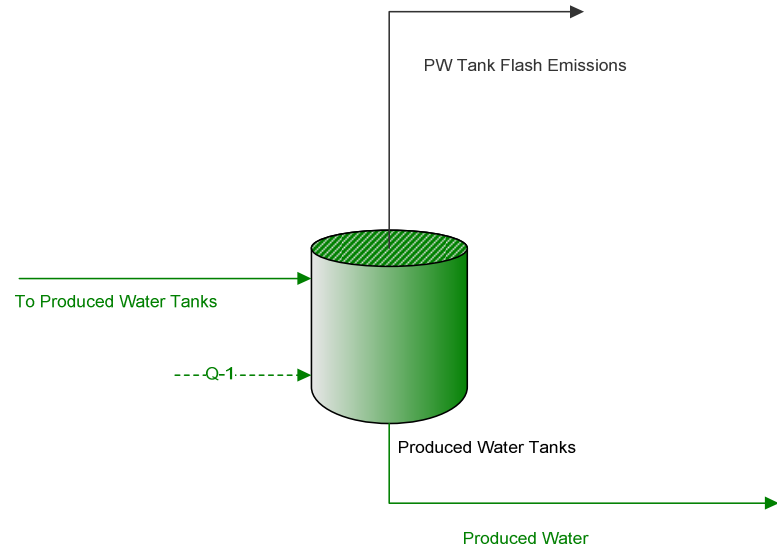 PW Tank Flash Emissions
To Produced Water Tanks
Q-1
Produced Water Tanks
Produced Water